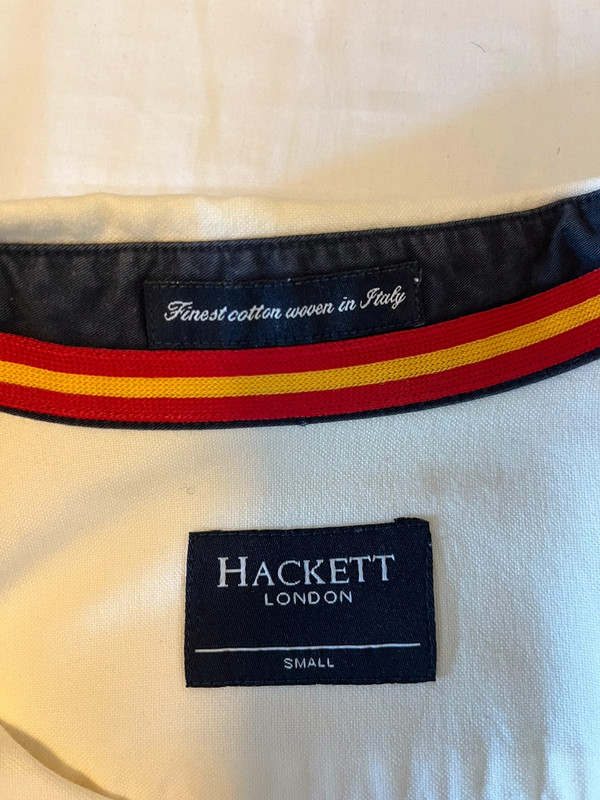 Finest cotton woven in Italy
HACKETT
LONDON
SMALL